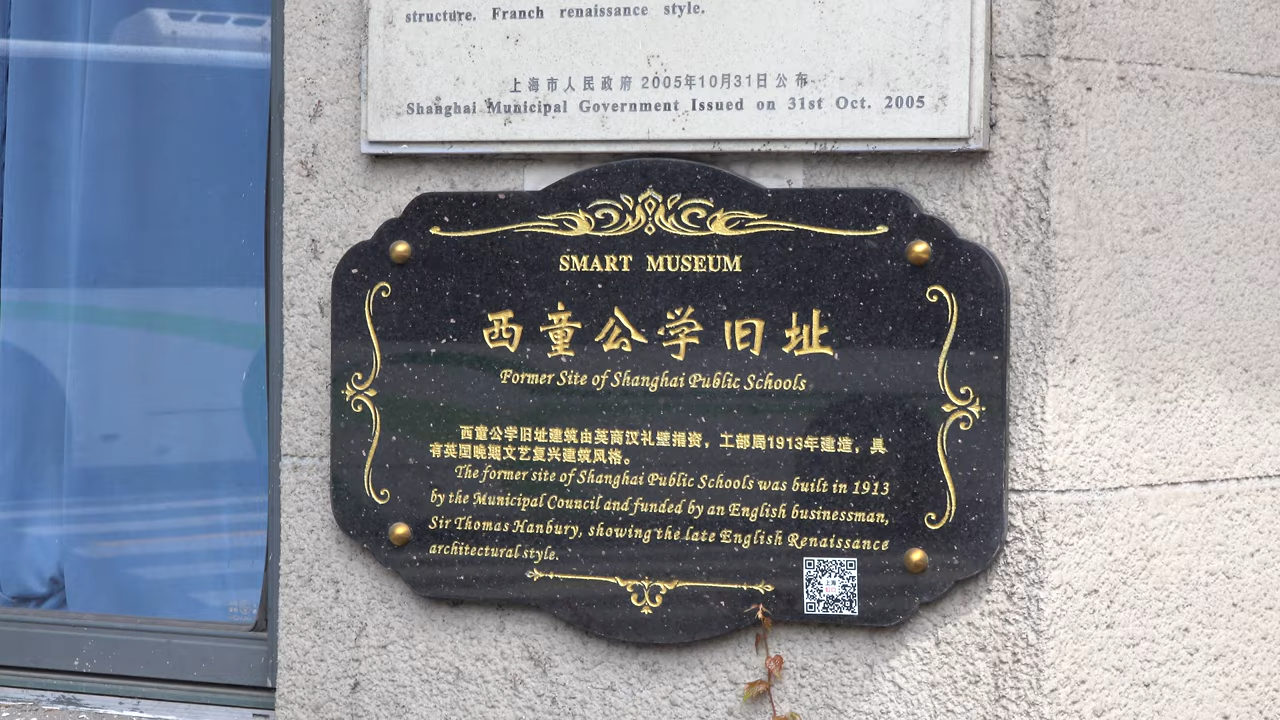 structure. Franch renaissance style.
上海市人民政府 2005年10月31日公布
Shanghai Municipal Government Issued on 31st Oct. 2005
SMART MUSEUM
西童公学旧址
Former Site of Shanghai Public Schools
西童公学旧址建筑由英商汉礼壁捐资，工部局1913年建造，具
有英国晚期文艺复兴建筑风格。
The former site of Shanghai Public Schools was built in 1913
by the Municipal Council and funded by an English businessman,
Sir Thomas Hanbury, showing the late English Renaissance
architectural style.